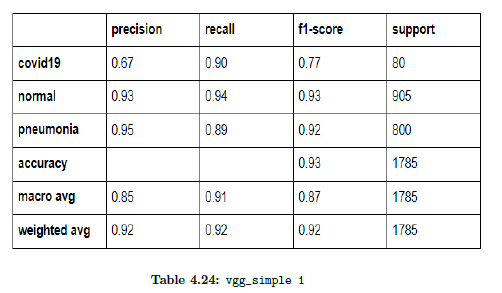 precision recall f1-score support
covid19 0.67 0.90 0.77 80
normal 0.93 0.94 0.93 905
pneumonia 0.95 0.89 0.92 800
accuracy 0.93 1785
macro avg 0.85 0.91 0.87 1785
weighted avg 0.92 0.92 0.92 1785
Table 4.24: vgg_simple 1